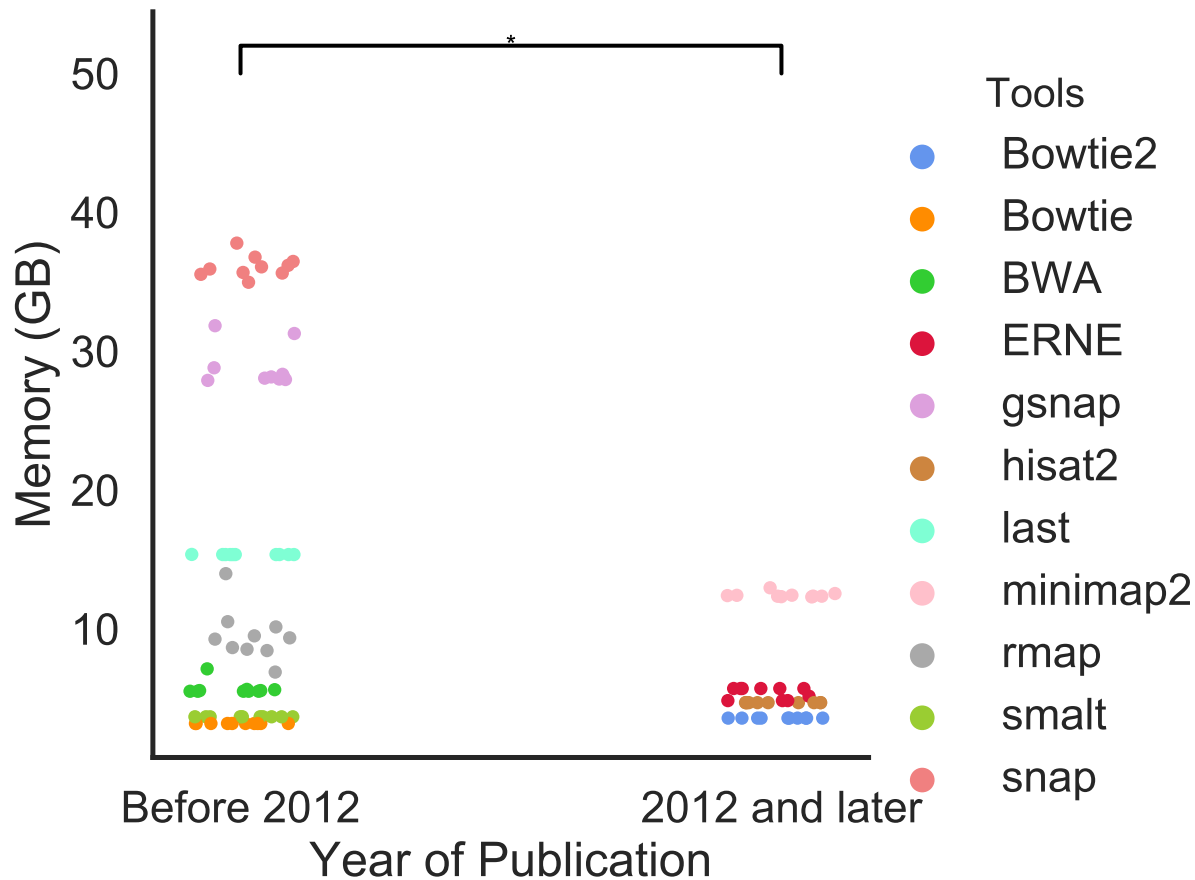 *
50
40
30
20
10
Memory (GB)
Before 2012
2012 and later
Year of Publication
Tools
Bowtie2
Bowtie
BWA
ERNE
gsnap
hisat2
last
minimap2
rmap
smalt
snap